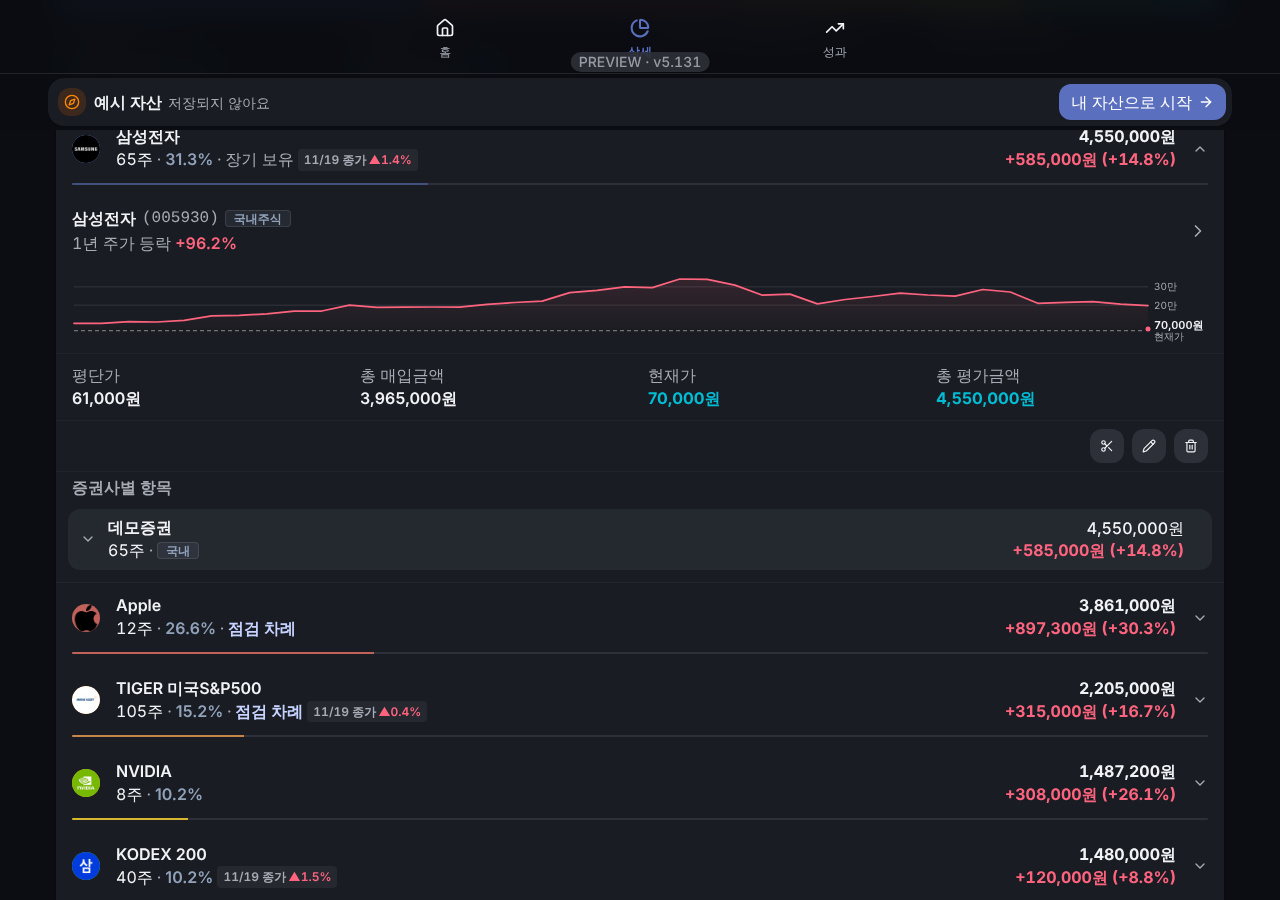 홈
성과
PREVIEW · v5.131
예시 자산 저장되지 않아요
내 자산으로 시작
SAMSUNG
삼성전자
65주 · 31.3% · 장기 보유 11/19 종가 ▲1.4%
4,550,000원
+585,000원 (+14.8%)
삼성전자 (005930) 국내주식
1년 주가 등락 +96.2%
30만
20만
70,000원
현재가
평단가
61,000원
총 매입금액
3,965,000원
현재가
70,000원
총 평가금액
4,550,000원
증권사별 항목
데모증권
65주 · 국내
4,550,000원
+585,000원 (+14.8%)
Apple
12주 · 26.6% · 점검 차례
3,861,000원
+897,300원 (+30.3%)
TIGER 미국S&P500
105주 · 15.2% · 점검 차례 11/19 종가 ▲0.4%
2,205,000원
+315,000원 (+16.7%)
NVIDIA
NVIDIA
8주 · 10.2%
1,487,200원
+308,000원 (+26.1%)
삼
KODEX 200
40주 · 10.2% 11/19 종가 ▲1.5%
1,480,000원
+120,000원 (+8.8%)